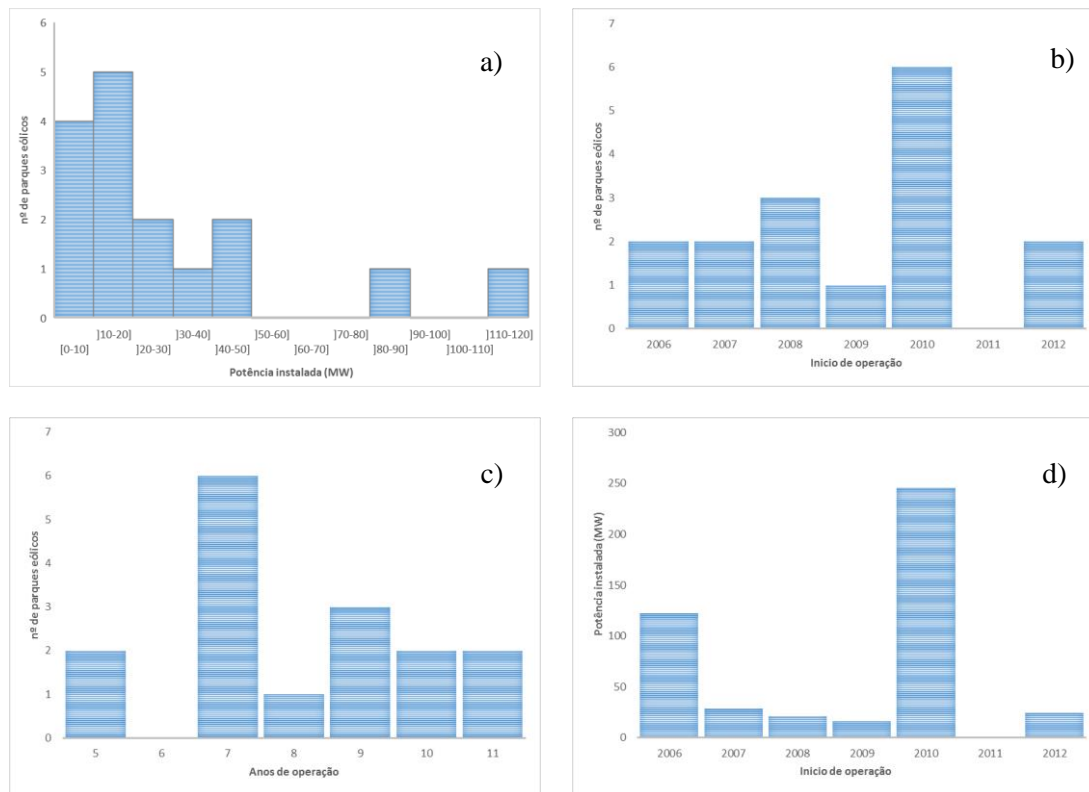 a)
nº de parques eólicos
6
5
4
3
2
1
0
]10-20] ]30-40] ]50-60] ]70-80] ]90-100] ]110-120]
[0-10] ]20-30] ]40-50] ]60-70] [80-90] ]100-110]
Potência instalada (MW)
b)
nº de parques eólicos
7
6
5
4
3
2
1
0
2006 2007 2008 2009 2010 2011 2012
Inicio de operação
c)
nº de parques eólicos
7
6
5
4
3
2
1
0
5 6 7 8 9 10 11
Anos de operação
d)
Potência instalada (MW)
300
250
200
150
100
50
0
2006 2007 2008 2009 2010 2011 2012
Inicio de operação